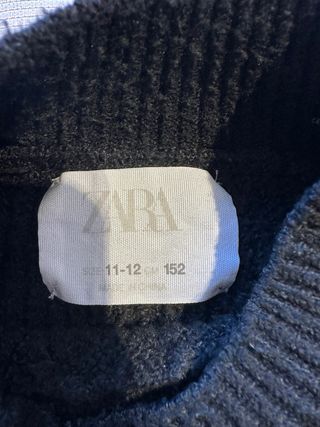 ZARA
SIZE 11-12 CM 152
MADE IN CHINA